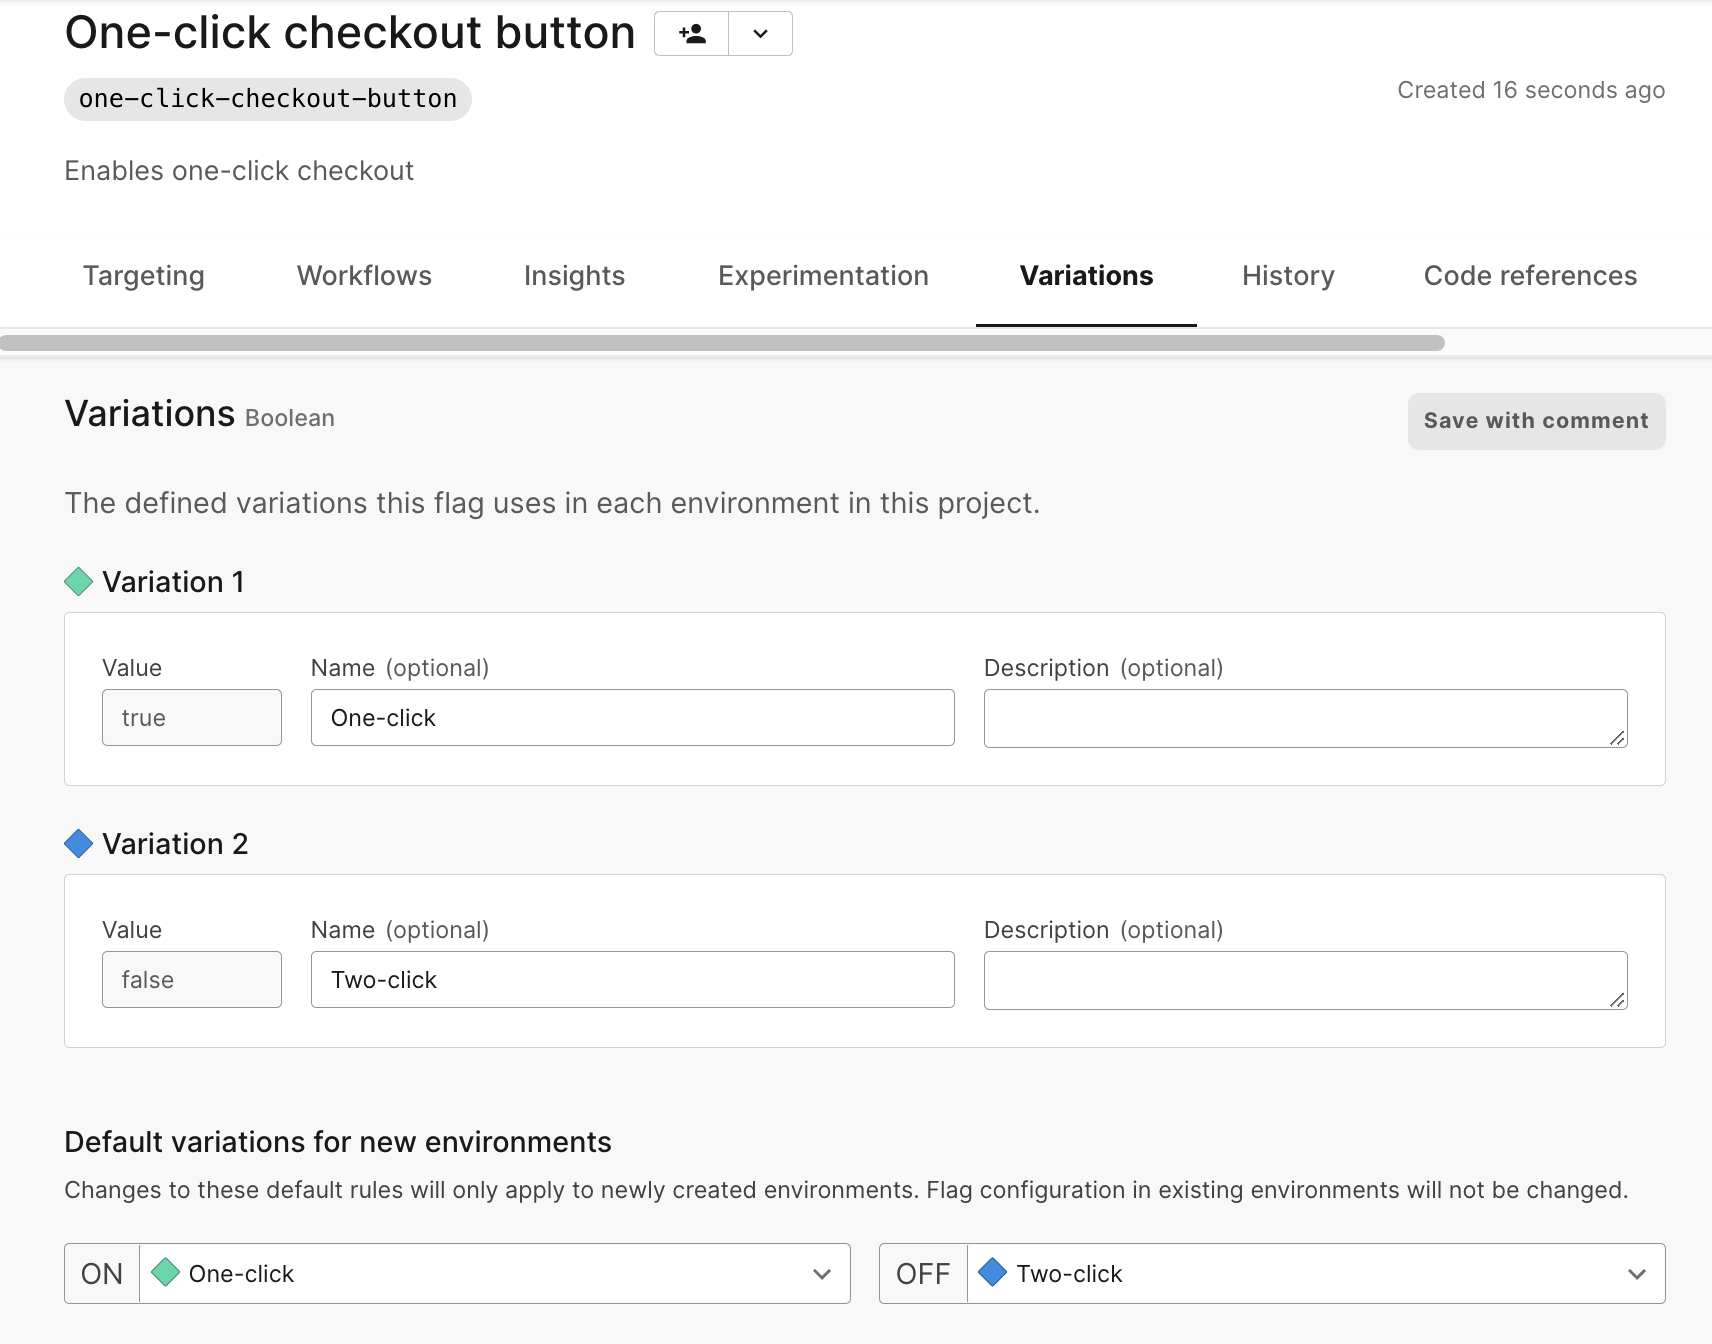 One-click checkout button
one-click-checkout-button
Created 16 seconds ago
Enables one-click checkout
Targeting Workflows Insights Experimentation Variations History Code references
Variations Boolean
Save with comment
The defined variations this flag uses in each environment in this project.
Variation 1
Value Name (optional) Description (optional)
true One-click
Variation 2
Value Name (optional) Description (optional)
false Two-click
Default variations for new environments
Changes to these default rules will only apply to newly created environments. Flag configuration in existing environments will not be changed.
ON One-click OFF Two-click